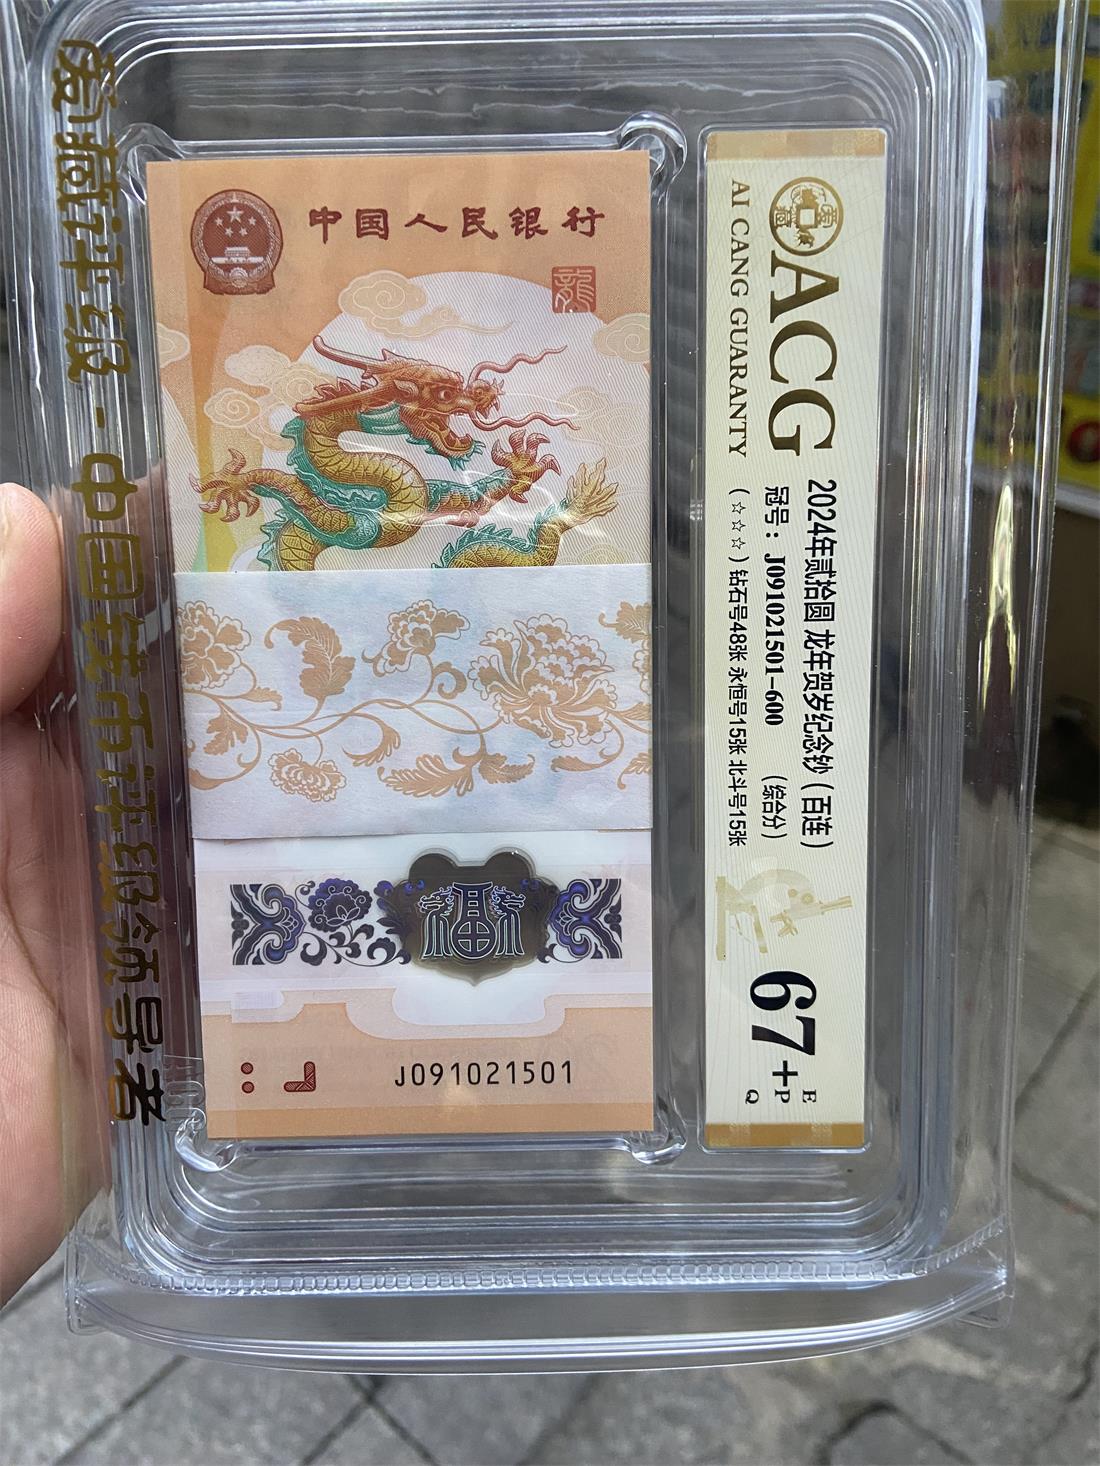 爱藏评级 - 中国钱币评级领导者
中国人民银行
龍
福
J091021501
ACG
AI CANG GUARANTY
2024年贰拾圆 龙年贺岁纪念钞（百连）
冠号：J091021501-600 （综合分）
（☆☆☆）钻石号48张 永恒号15张 北斗号15张
67+
E
P
Q